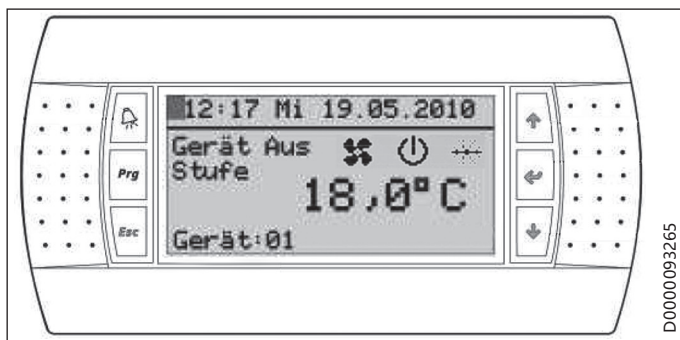 12:17 Mi 19.05.2010
Gerät Aus
Stufe
18,0°C
Gerät:01
Prg
Esc
D0000093265